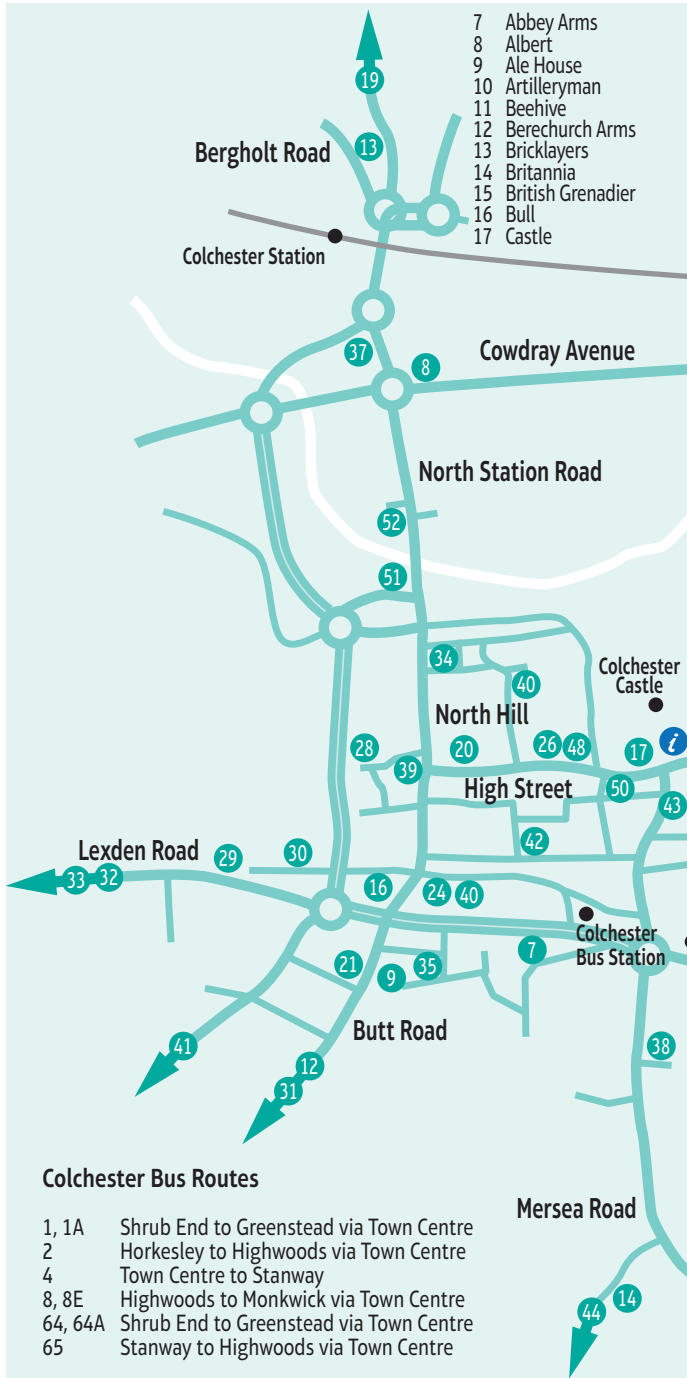 7 Abbey Arms
8 Albert
9 Ale House
10 Artilleryman
11 Beehive
12 Berechurch Arms
13 Bricklayers
14 Britannia
15 British Grenadier
16 Bull
17 Castle
19
13
Bergholt Road
Colchester Station
37
8
Cowdray Avenue
North Station Road
52
51
34
40
Colchester
Castle
North Hill
28
39
20
26
48
17
i
High Street
50
43
42
Lexden Road
33
32
29
30
16
24
40
Colchester
Bus Station
21
9
35
7
Butt Road
41
12
31
38
Mersea Road
44
14
Colchester Bus Routes
1, 1A Shrub End to Greenstead via Town Centre
2 Horkesley to Highwoods via Town Centre
4 Town Centre to Stanway
8, 8E Highwoods to Monkwick via Town Centre
64, 64A Shrub End to Greenstead via Town Centre
65 Stanway to Highwoods via Town Centre